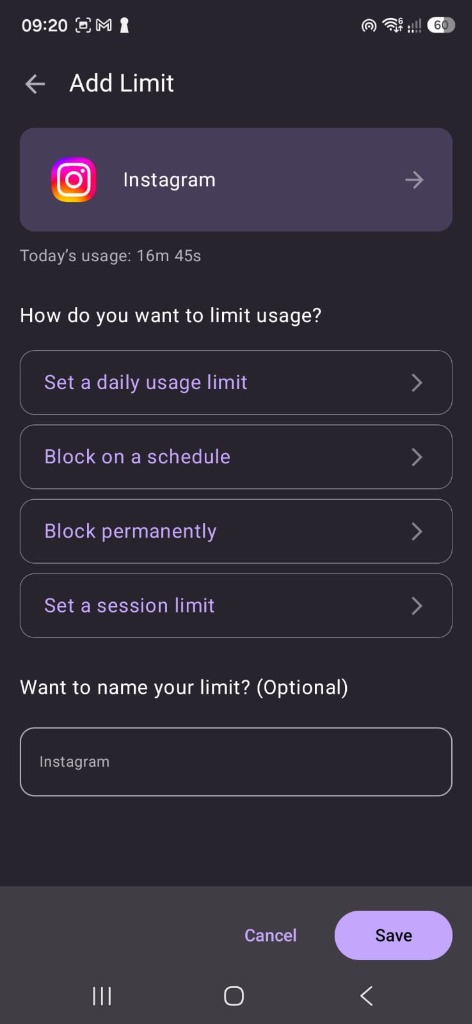 09:20
60
Add Limit
Instagram
Today's usage: 16m 45s
How do you want to limit usage?
Set a daily usage limit
Block on a schedule
Block permanently
Set a session limit
Want to name your limit? (Optional)
Instagram
Cancel
Save